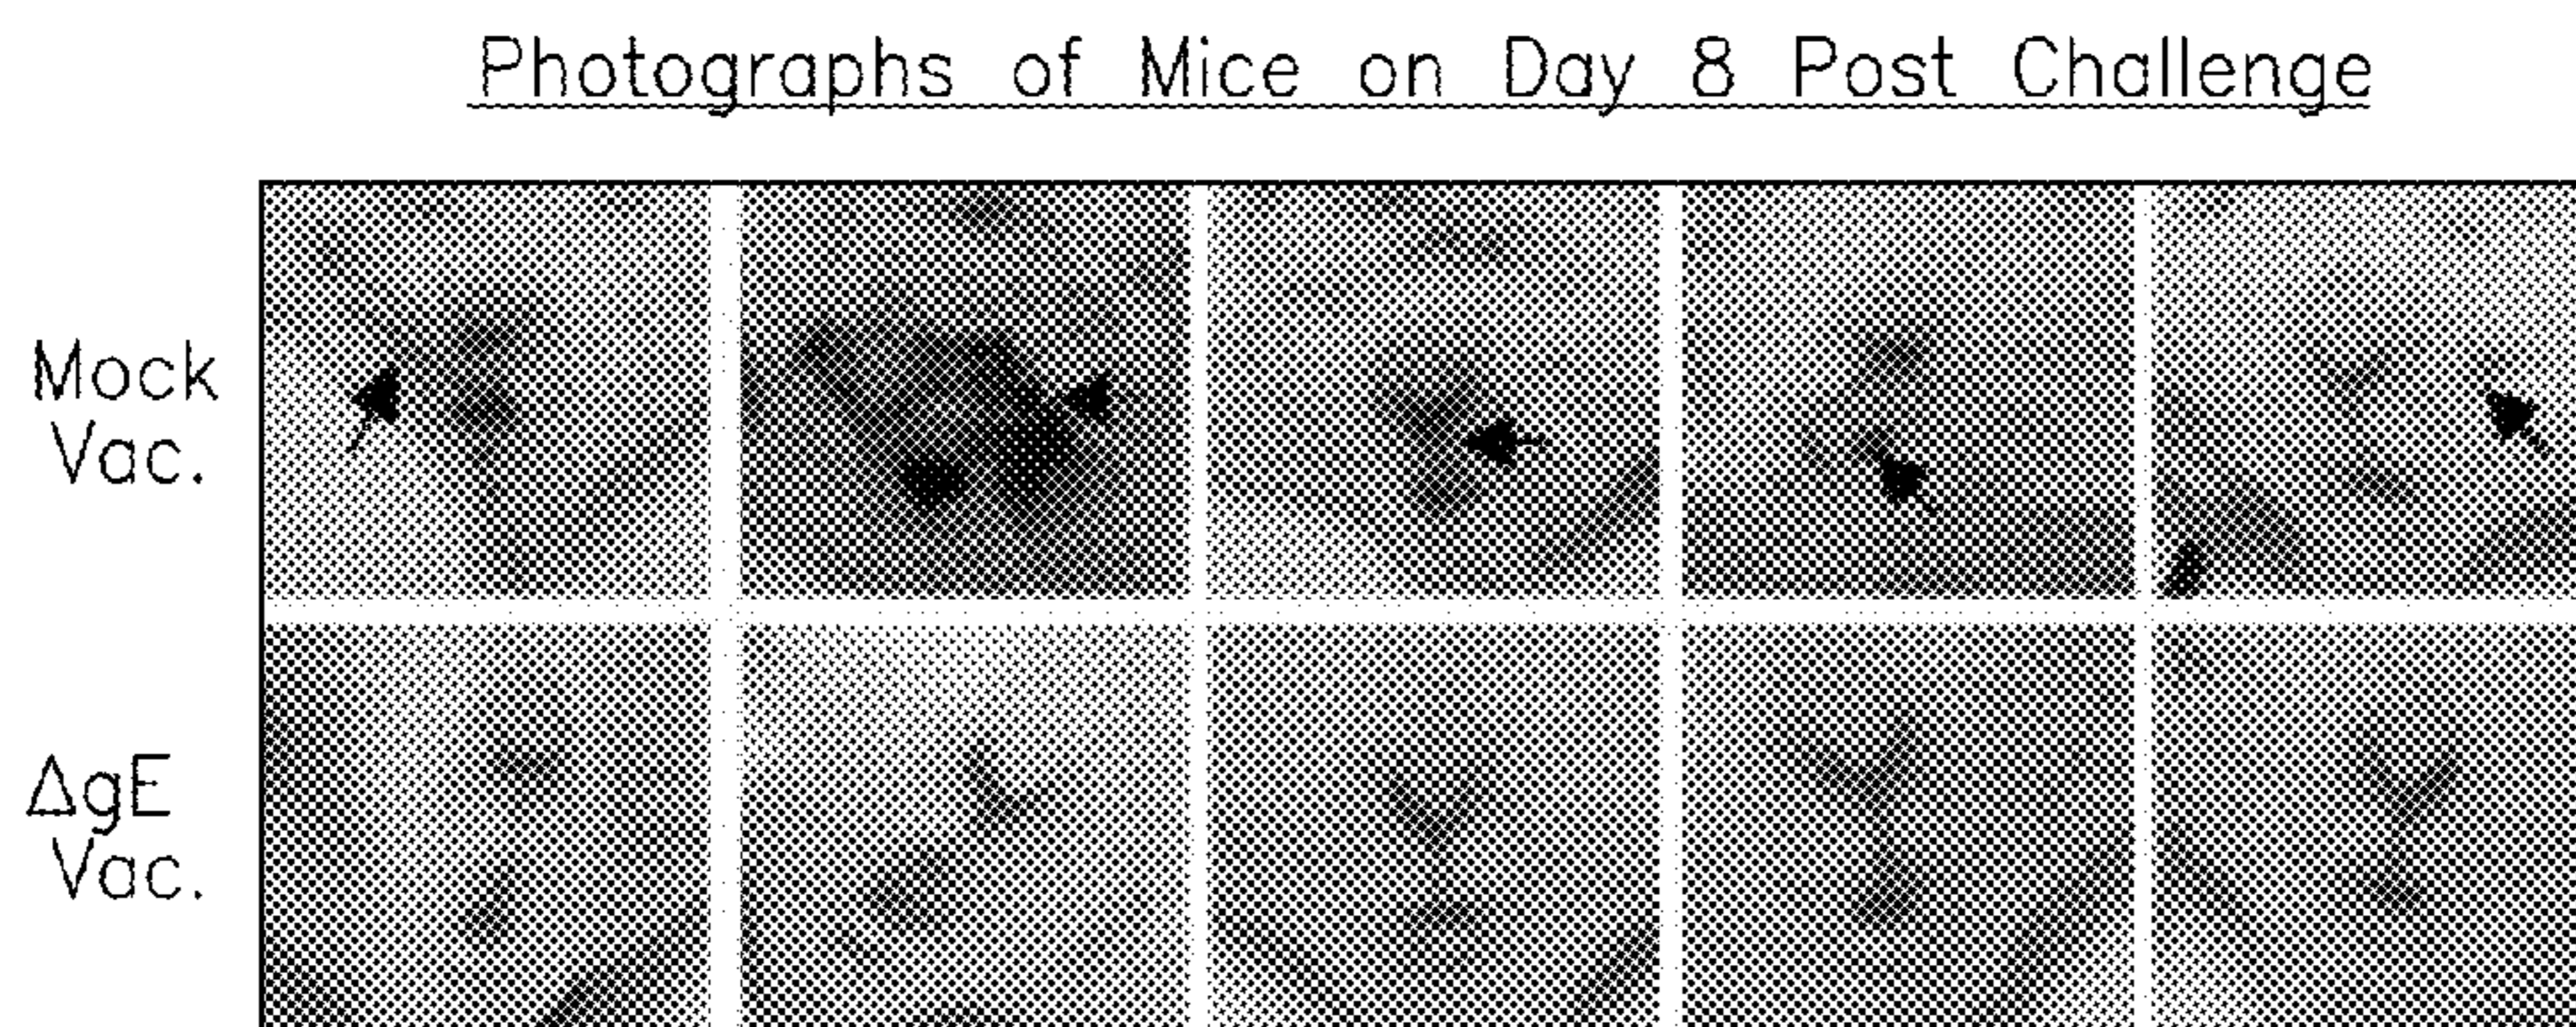 Photographs of Mice on Day 8 Post Challenge
Mock
Vac.
ΔgE
Vac.